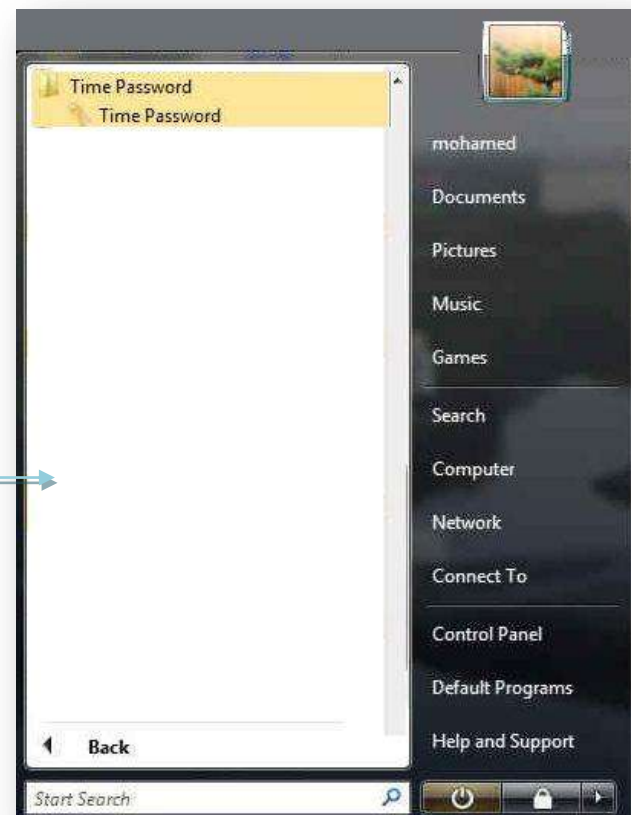 Time Password
Time Password
Back
Start Search
mohamed
Documents
Pictures
Music
Games
Search
Computer
Network
Connect To
Control Panel
Default Programs
Help and Support